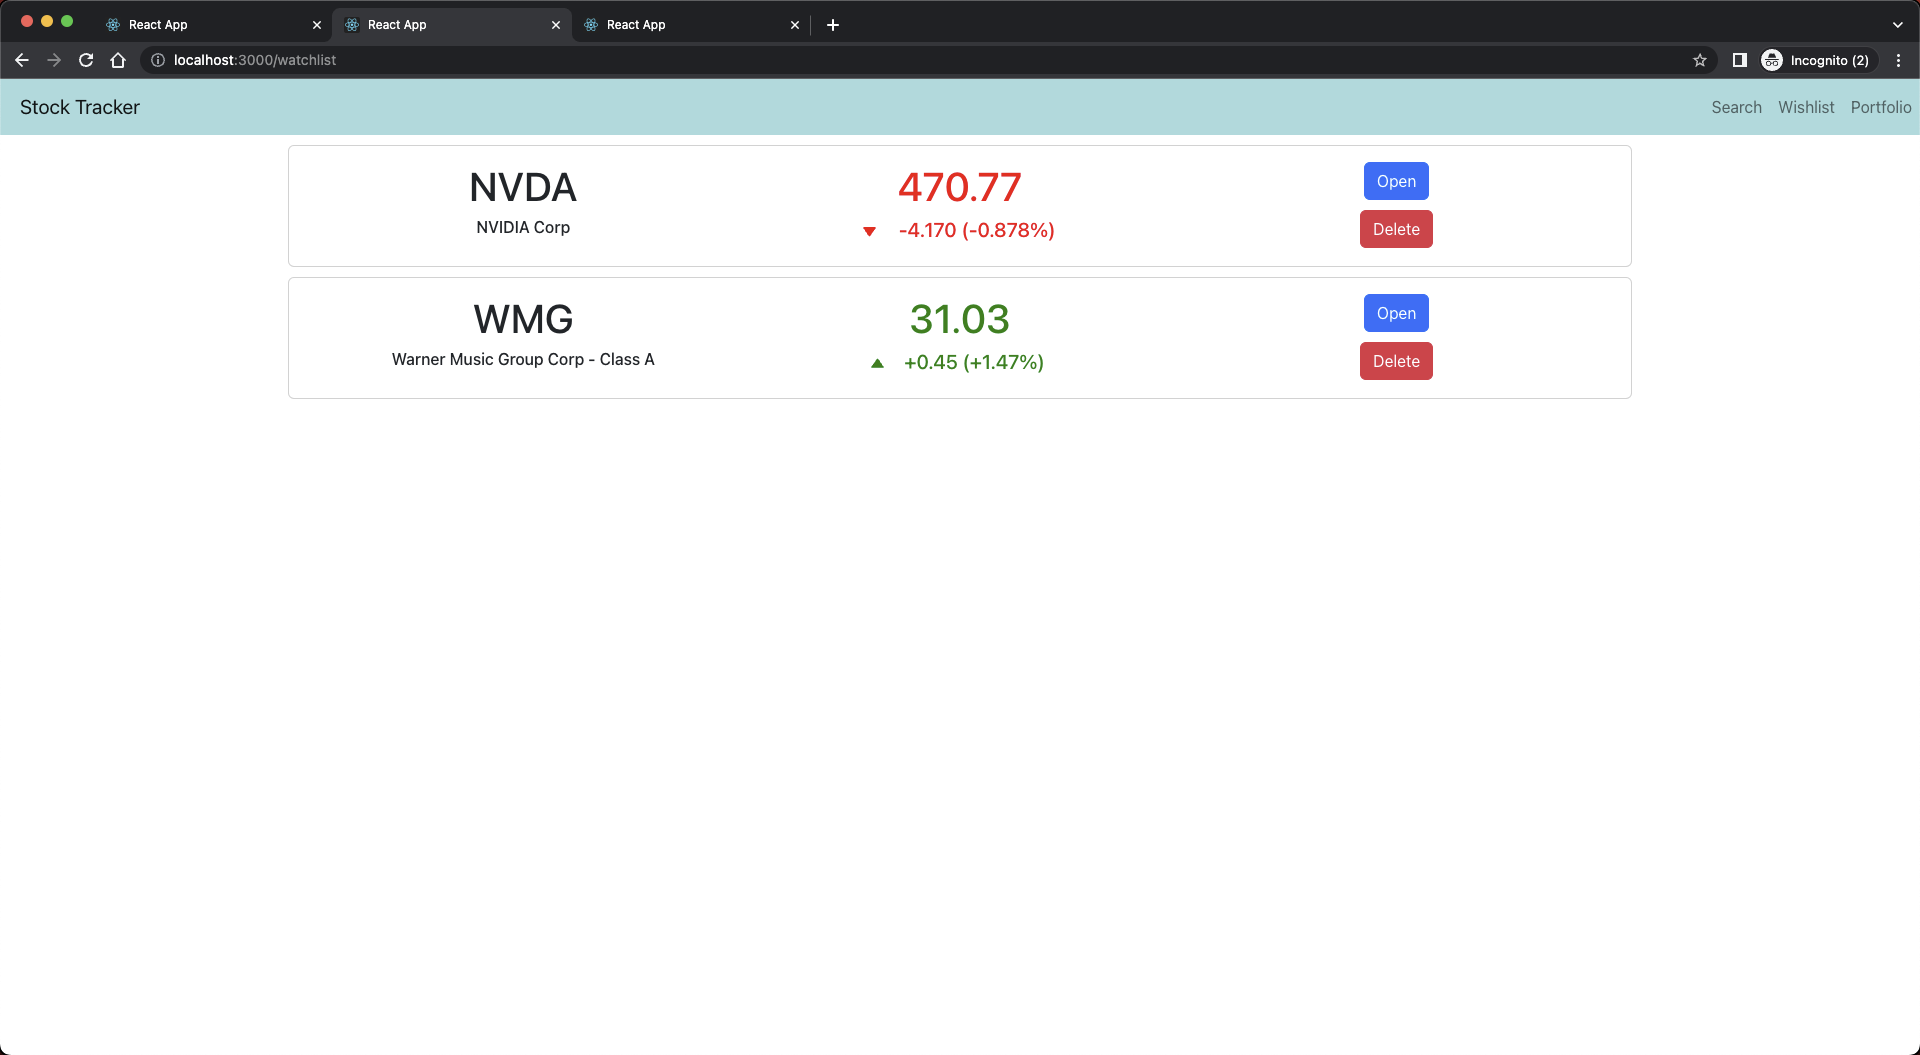 React App
React App
React App
localhost:3000/watchlist
Incognito (2)
Stock Tracker
Search Wishlist Portfolio
NVDA
NVIDIA Corp
470.77
-4.170 (-0.878%)
Open
Delete
WMG
Warner Music Group Corp - Class A
31.03
+0.45 (+1.47%)
Open
Delete